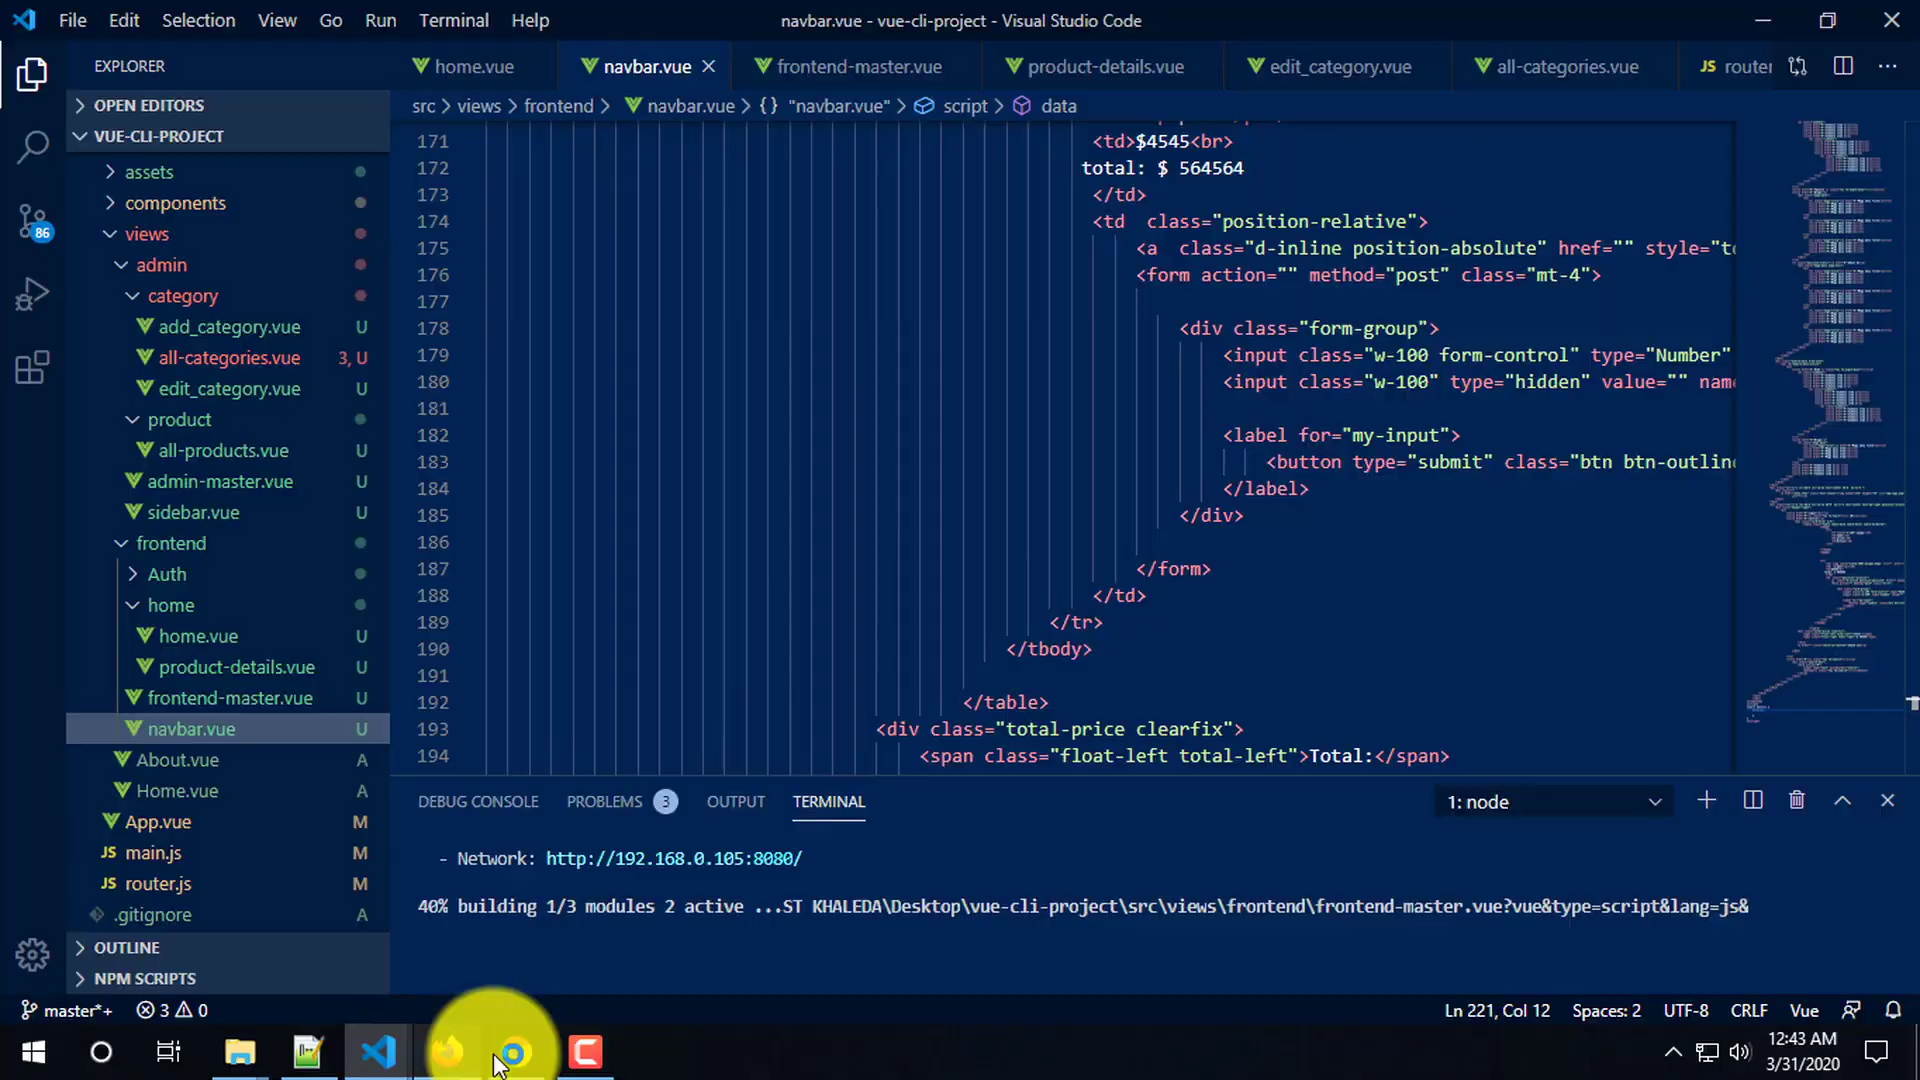 File Edit Selection View Go Run Terminal Help
navbar.vue - vue-cli-project - Visual Studio Code
EXPLORER
OPEN EDITORS
VUE-CLI-PROJECT
assets
components
views
admin
category
add_category.vue U
all-categories.vue 3, U
edit_category.vue U
product
all-products.vue U
admin-master.vue U
sidebar.vue U
frontend
Auth
home
home.vue U
product-details.vue U
frontend-master.vue U
navbar.vue U
About.vue A
Home.vue A
App.vue M
JS main.js M
JS router.js M
.gitignore A
OUTLINE
NPM SCRIPTS
86
home.vue navbar.vue frontend-master.vue product-details.vue edit_category.vue all-categories.vue JS router
src > views > frontend > navbar.vue > {} "navbar.vue" > script > data
171 <td>$4545<br>
172 total: $ 564564
173 </td>
174 <td class="position-relative">
175 <a class="d-inline position-absolute" href="" style="to
176 <form action="" method="post" class="mt-4">
177
178 <div class="form-group">
179 <input class="w-100 form-control" type="Number"
180 <input class="w-100" type="hidden" value="" nam
181
182 <label for="my-input">
183 <button type="submit" class="btn btn-outlin
184 </label>
185 </div>
186
187 </form>
188 </td>
189 </tr>
190 </tbody>
191
192 </table>
193 <div class="total-price clearfix">
194 <span class="float-left total-left">Total:</span>
DEBUG CONSOLE PROBLEMS 3 OUTPUT TERMINAL 1: node
- Network: http://192.168.0.105:8080/
40% building 1/3 modules 2 active ...ST KHALEDA\Desktop\vue-cli-project\src\views\frontend\frontend-master.vue?vue&type=script&lang=js&
master*+ 3 0 Ln 221, Col 12 Spaces: 2 UTF-8 CRLF Vue
12:43 AM
3/31/2020